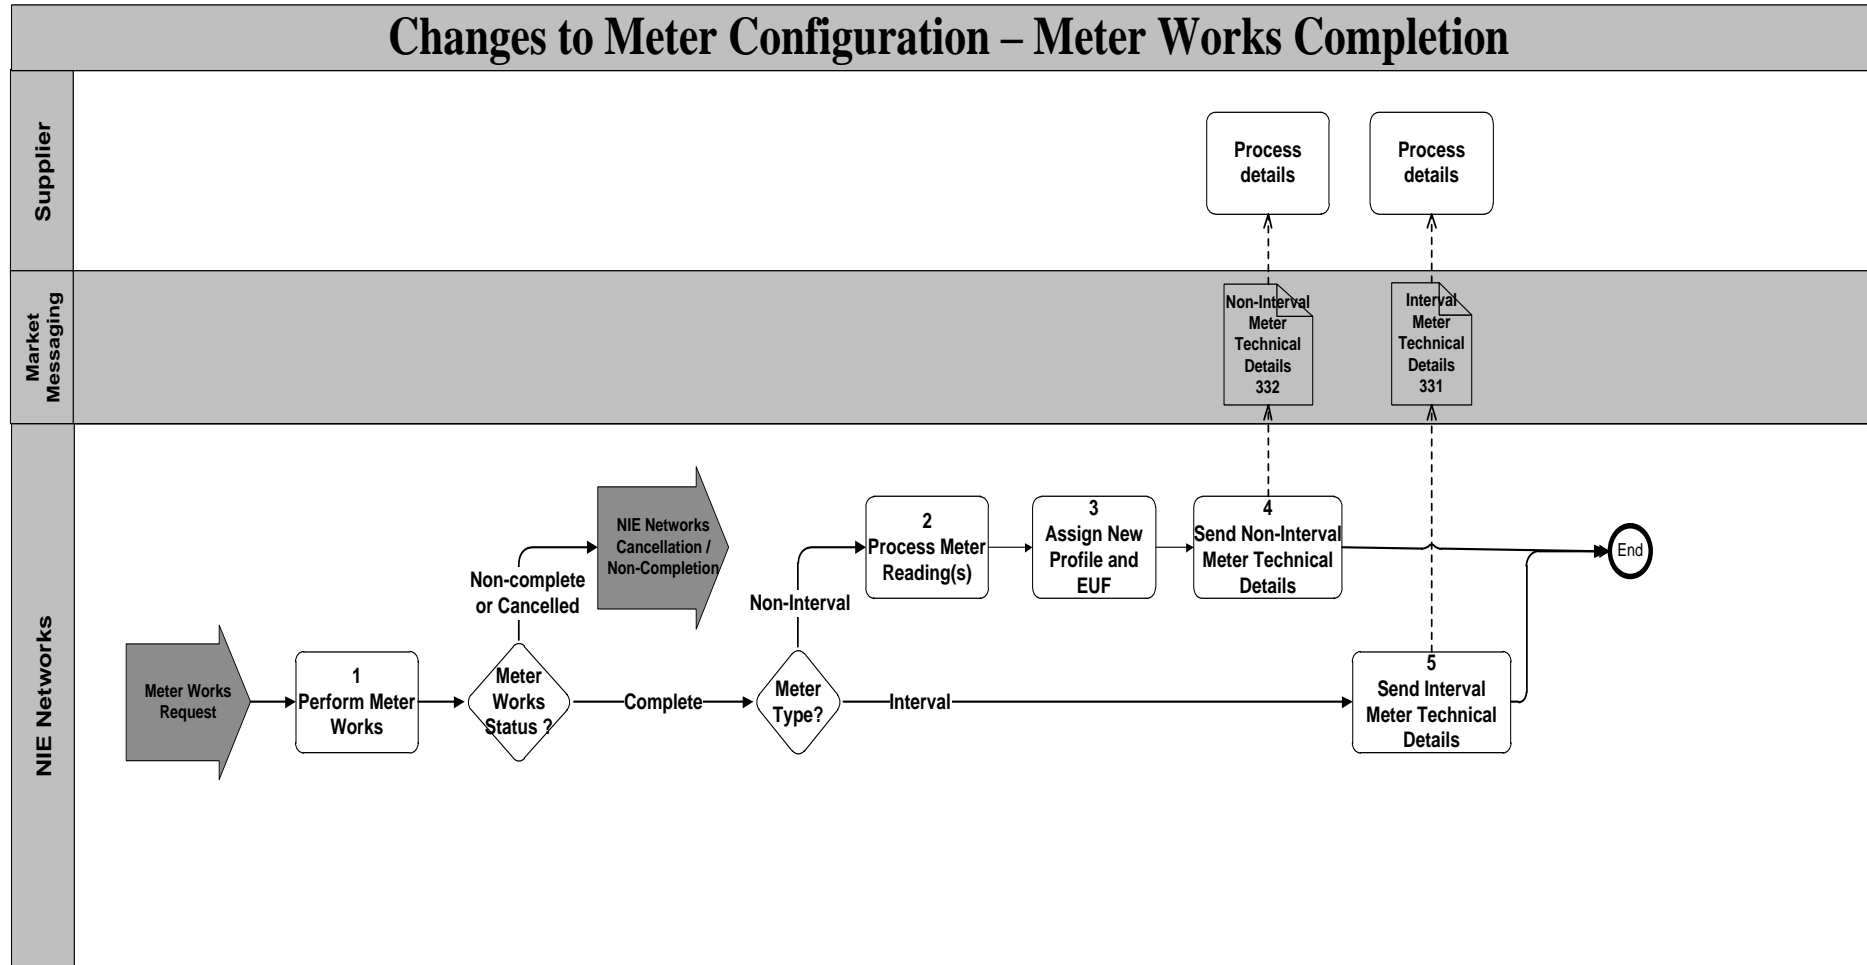 Changes to Meter Configuration – Meter Works Completion
Supplier
Process
details
Process
details
Market
Messaging
Non-Interval
Meter
Technical
Details
332
Interval
Meter
Technical
Details
331
NIE Networks
Meter Works
Request
1
Perform Meter
Works
Meter
Works
Status ?
Non-complete
or Cancelled
NIE Networks
Cancellation /
Non-Completion
Complete
Meter
Type?
Non-Interval
2
Process Meter
Reading(s)
3
Assign New
Profile and
EUF
4
Send Non-Interval
Meter Technical
Details
Interval
5
Send Interval
Meter Technical
Details
End